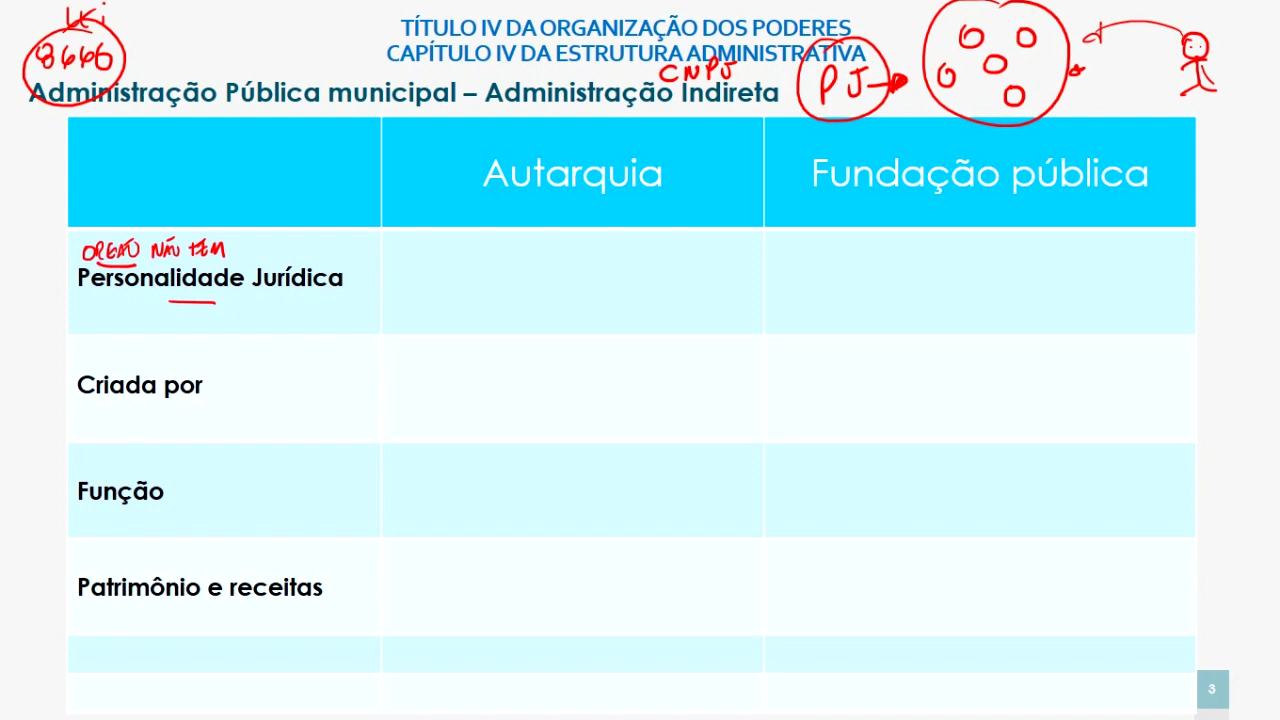 LEi
8666
TÍTULO IV DA ORGANIZAÇÃO DOS PODERES
CAPÍTULO IV DA ESTRUTURA ADMINISTRATIVA
CNPJ
PJ
Administração Pública municipal – Administração Indireta
Autarquia
Fundação pública
ORGÃO NÃO TEM
Personalidade Jurídica
Criada por
Função
Patrimônio e receitas
3